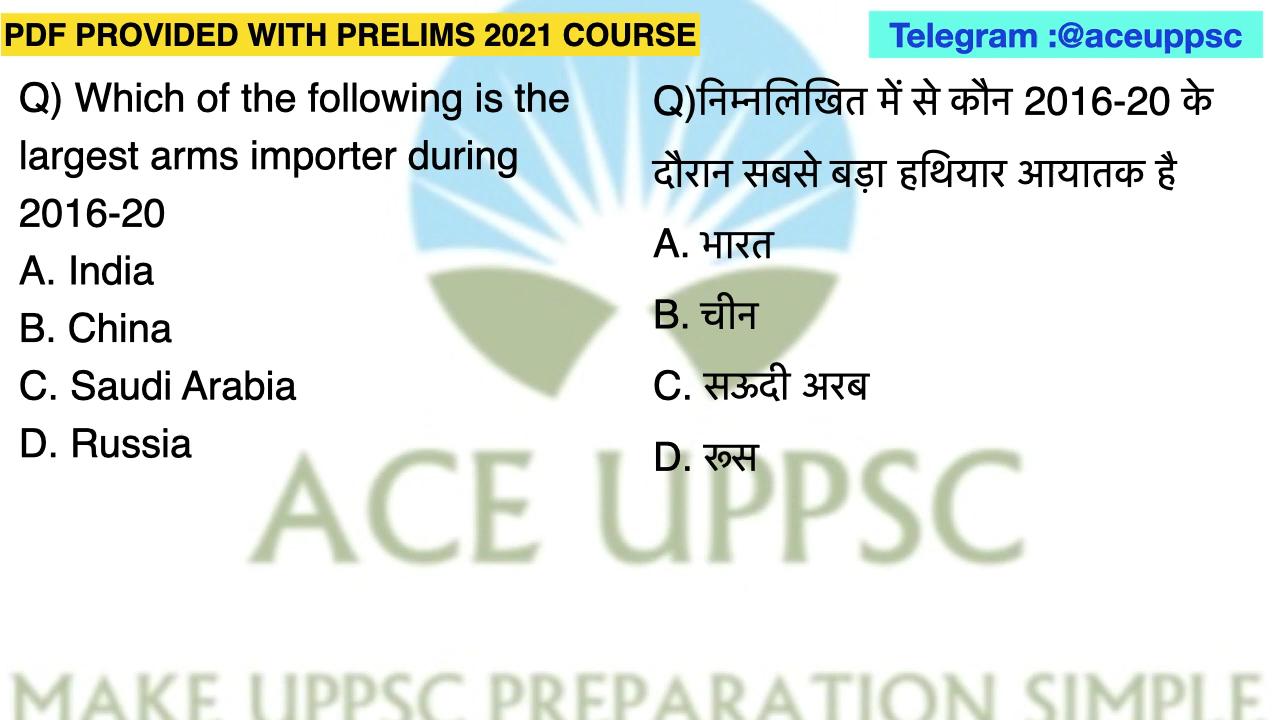 PDF PROVIDED WITH PRELIMS 2021 COURSE
Telegram :@aceuppsc
Q) Which of the following is the
largest arms importer during
2016-20
A. India
B. China
C. Saudi Arabia
D. Russia
Q)निम्नलिखित में से कौन 2016-20 के
दौरान सबसे बड़ा हथियार आयातक है
A. भारत
B. चीन
C. सऊदी अरब
D. रूस
ACE UPPSC
MAKE UPPSC PREPARATION SIMPLE